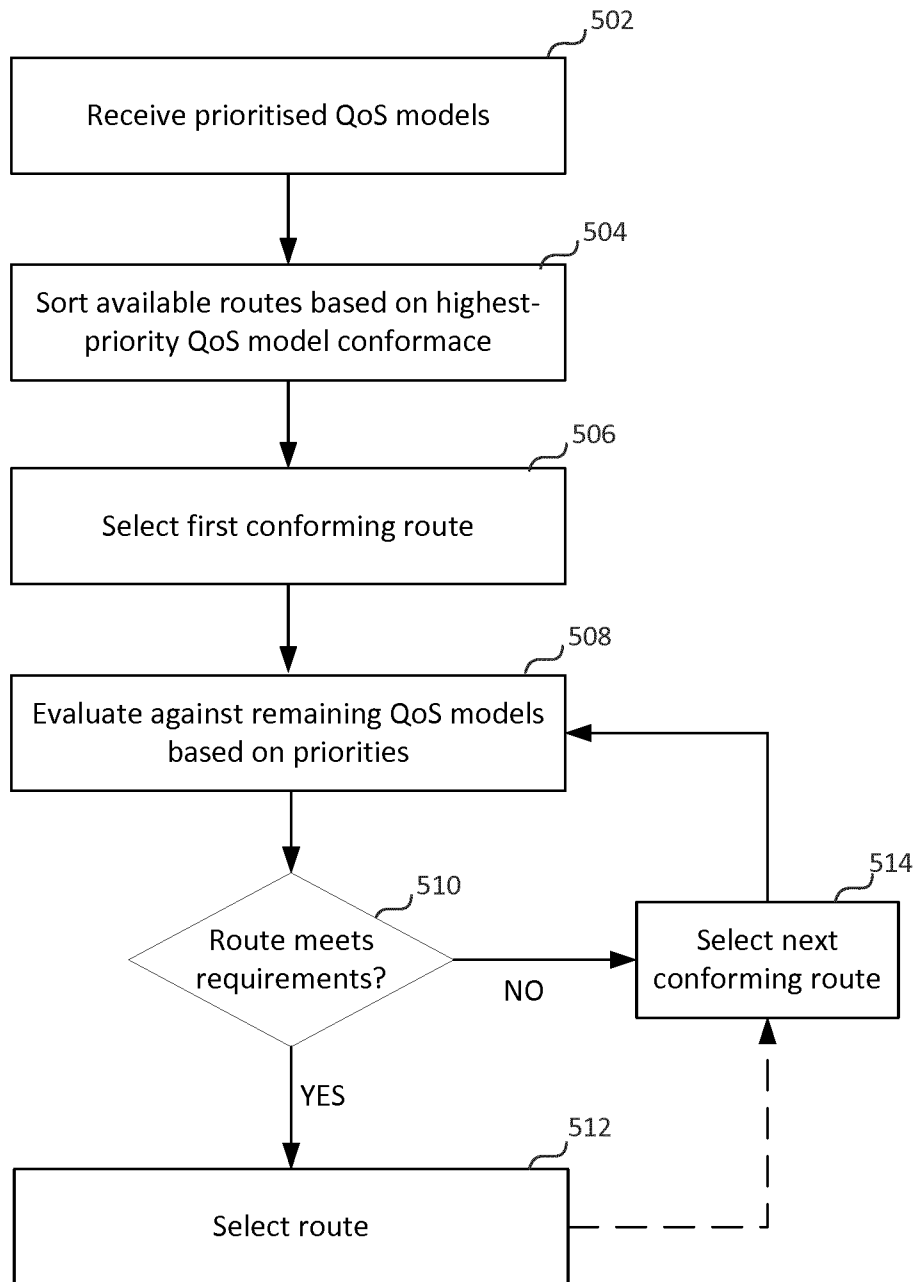 502
Receive prioritised QoS models
504
Sort available routes based on highest-
priority QoS model conformace
506
Select first conforming route
508
Evaluate against remaining QoS models
based on priorities
510
Route meets
requirements?
NO
514
Select next
conforming route
YES
512
Select route